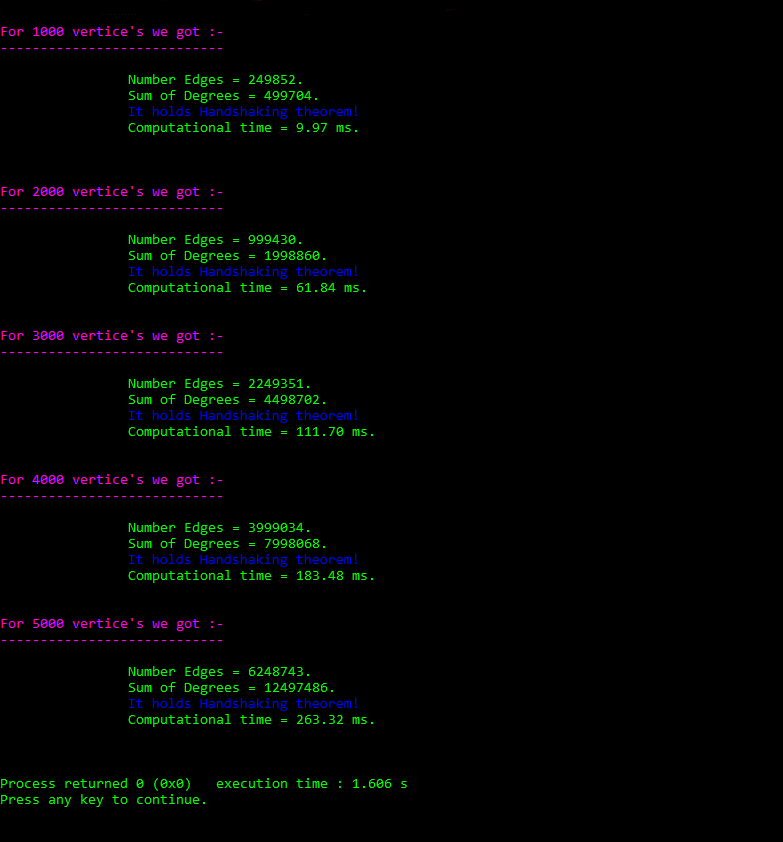 For 1000 vertice's we got :-
----------------------------
Number Edges = 249852.
Sum of Degrees = 499704.
It holds Handshaking theorem!
Computational time = 9.97 ms.
For 2000 vertice's we got :-
----------------------------
Number Edges = 999430.
Sum of Degrees = 1998860.
It holds Handshaking theorem!
Computational time = 61.84 ms.
For 3000 vertice's we got :-
----------------------------
Number Edges = 2249351.
Sum of Degrees = 4498702.
It holds Handshaking theorem!
Computational time = 111.70 ms.
For 4000 vertice's we got :-
----------------------------
Number Edges = 3999034.
Sum of Degrees = 7998068.
It holds Handshaking theorem!
Computational time = 183.48 ms.
For 5000 vertice's we got :-
----------------------------
Number Edges = 6248743.
Sum of Degrees = 12497486.
It holds Handshaking theorem!
Computational time = 263.32 ms.
Process returned 0 (0x0)   execution time : 1.606 s
Press any key to continue.